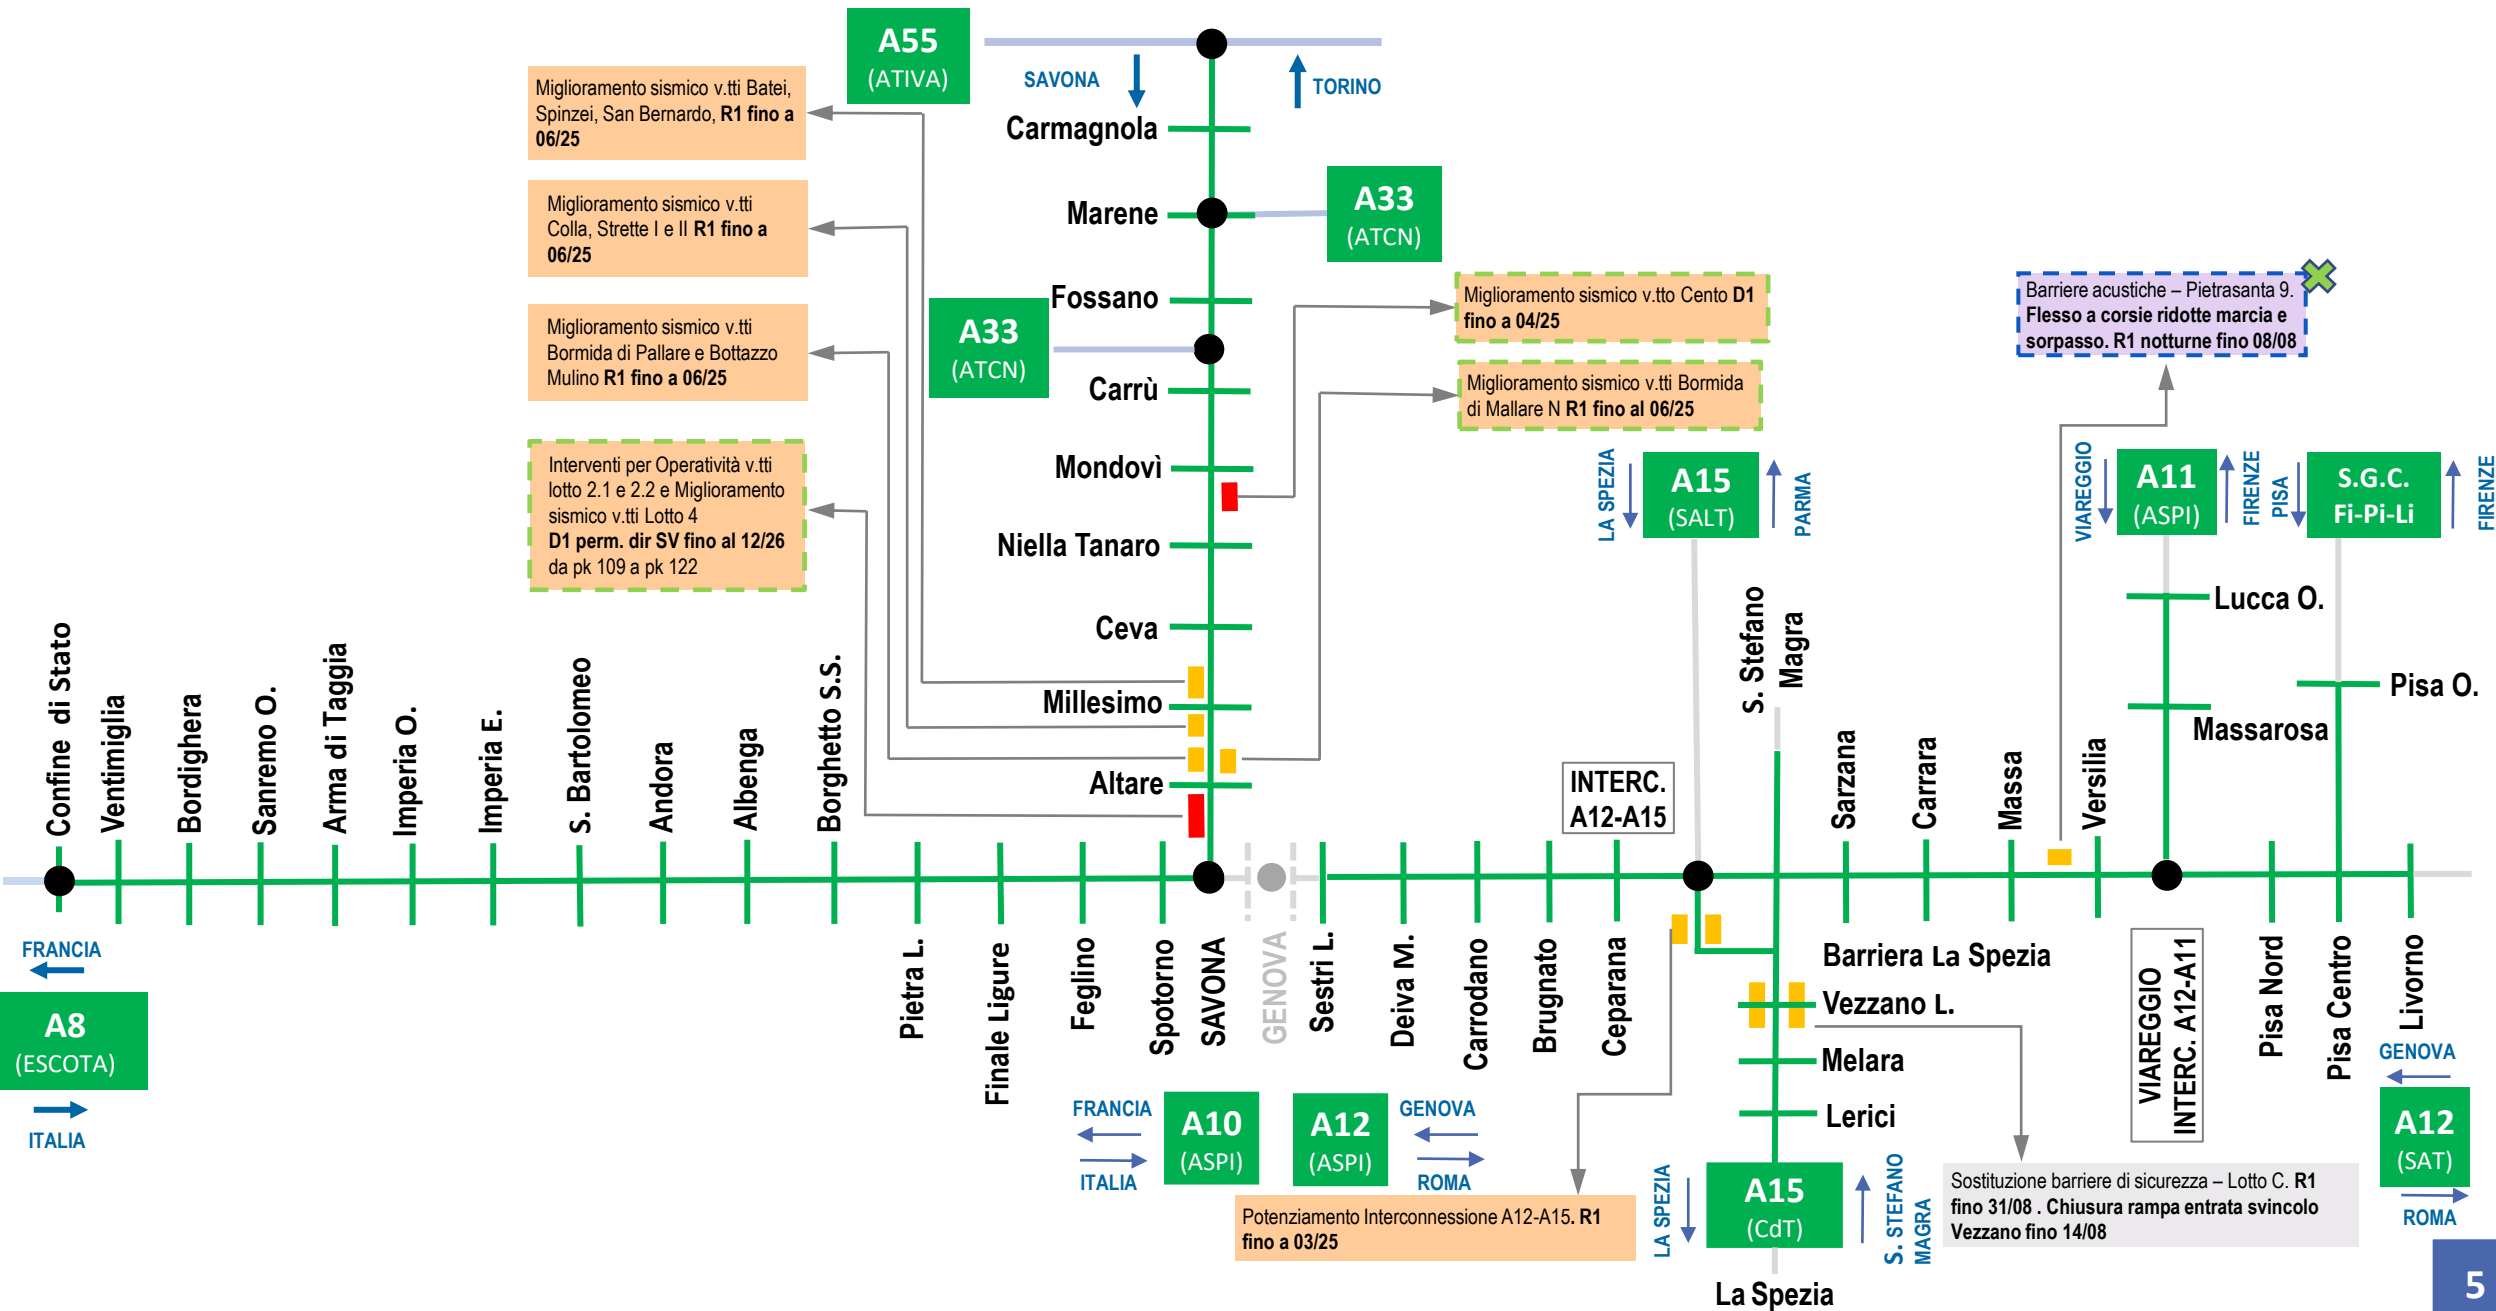 A55
(ATIVA)
SAVONA
TORINO
Miglioramento sismico v.tti Batei,
Spinzei, San Bernardo, R1 fino a
06/25
Carmagnola
Miglioramento sismico v.tti
Colla, Strette I e II R1 fino a
06/25
Marene
A33
(ATCN)
Fossano
A33
(ATCN)
Miglioramento sismico v.tti
Bormida di Pallare e Bottazzo
Mulino R1 fino a 06/25
Miglioramento sismico v.tto Cento D1
fino a 04/25
Barriere acustiche – Pietrasanta 9.
Flesso a corsie ridotte marcia e
sorpasso. R1 notturne fino 08/08
Carrù
Miglioramento sismico v.tti Bormida
di Mallare N R1 fino al 06/25
Mondovì
Interventi per Operatività v.tti
lotto 2.1 e 2.2 e Miglioramento
sismico v.tti Lotto 4
D1 perm. dir SV fino al 12/26
da pk 109 a pk 122
LA SPEZIA
A15
(SALT)
PARMA
VIAREGGIO
A11
(ASPI)
FIRENZE
PISA
S.G.C.
Fi-Pi-Li
FIRENZE
Niella Tanaro
Ceva
Millesimo
Altare
S. Stefano
Magra
Lucca O.
Massarosa
Pisa O.
INTERC.
A12-A15
Confine di Stato
Ventimiglia
Bordighera
Sanremo O.
Arma di Taggia
Imperia O.
Imperia E.
S. Bartolomeo
Andora
Albenga
Borghetto S.S.
Sarzana
Carrara
Massa
Versilia
FRANCIA
A8
(ESCOTA)
ITALIA
Pietra L.
Finale Ligure
Feglino
Spotorno
SAVONA
GENOVA
Sestri L.
Deiva M.
Carrodano
Brugnato
Ceparana
Barriera La Spezia
Vezzano L.
Melara
Lerici
VIAREGGIO
INTERC. A12-A11
Pisa Nord
Pisa Centro
Livorno
GENOVA
A12
(SAT)
ROMA
FRANCIA
ITALIA
A10
(ASPI)
A12
(ASPI)
GENOVA
ROMA
LA SPEZIA
A15
(CdT)
S. STEFANO
MAGRA
Potenziamento Interconnessione A12-A15. R1
fino a 03/25
Sostituzione barriere di sicurezza – Lotto C. R1
fino 31/08 . Chiusura rampa entrata svincolo
Vezzano fino 14/08
La Spezia
5